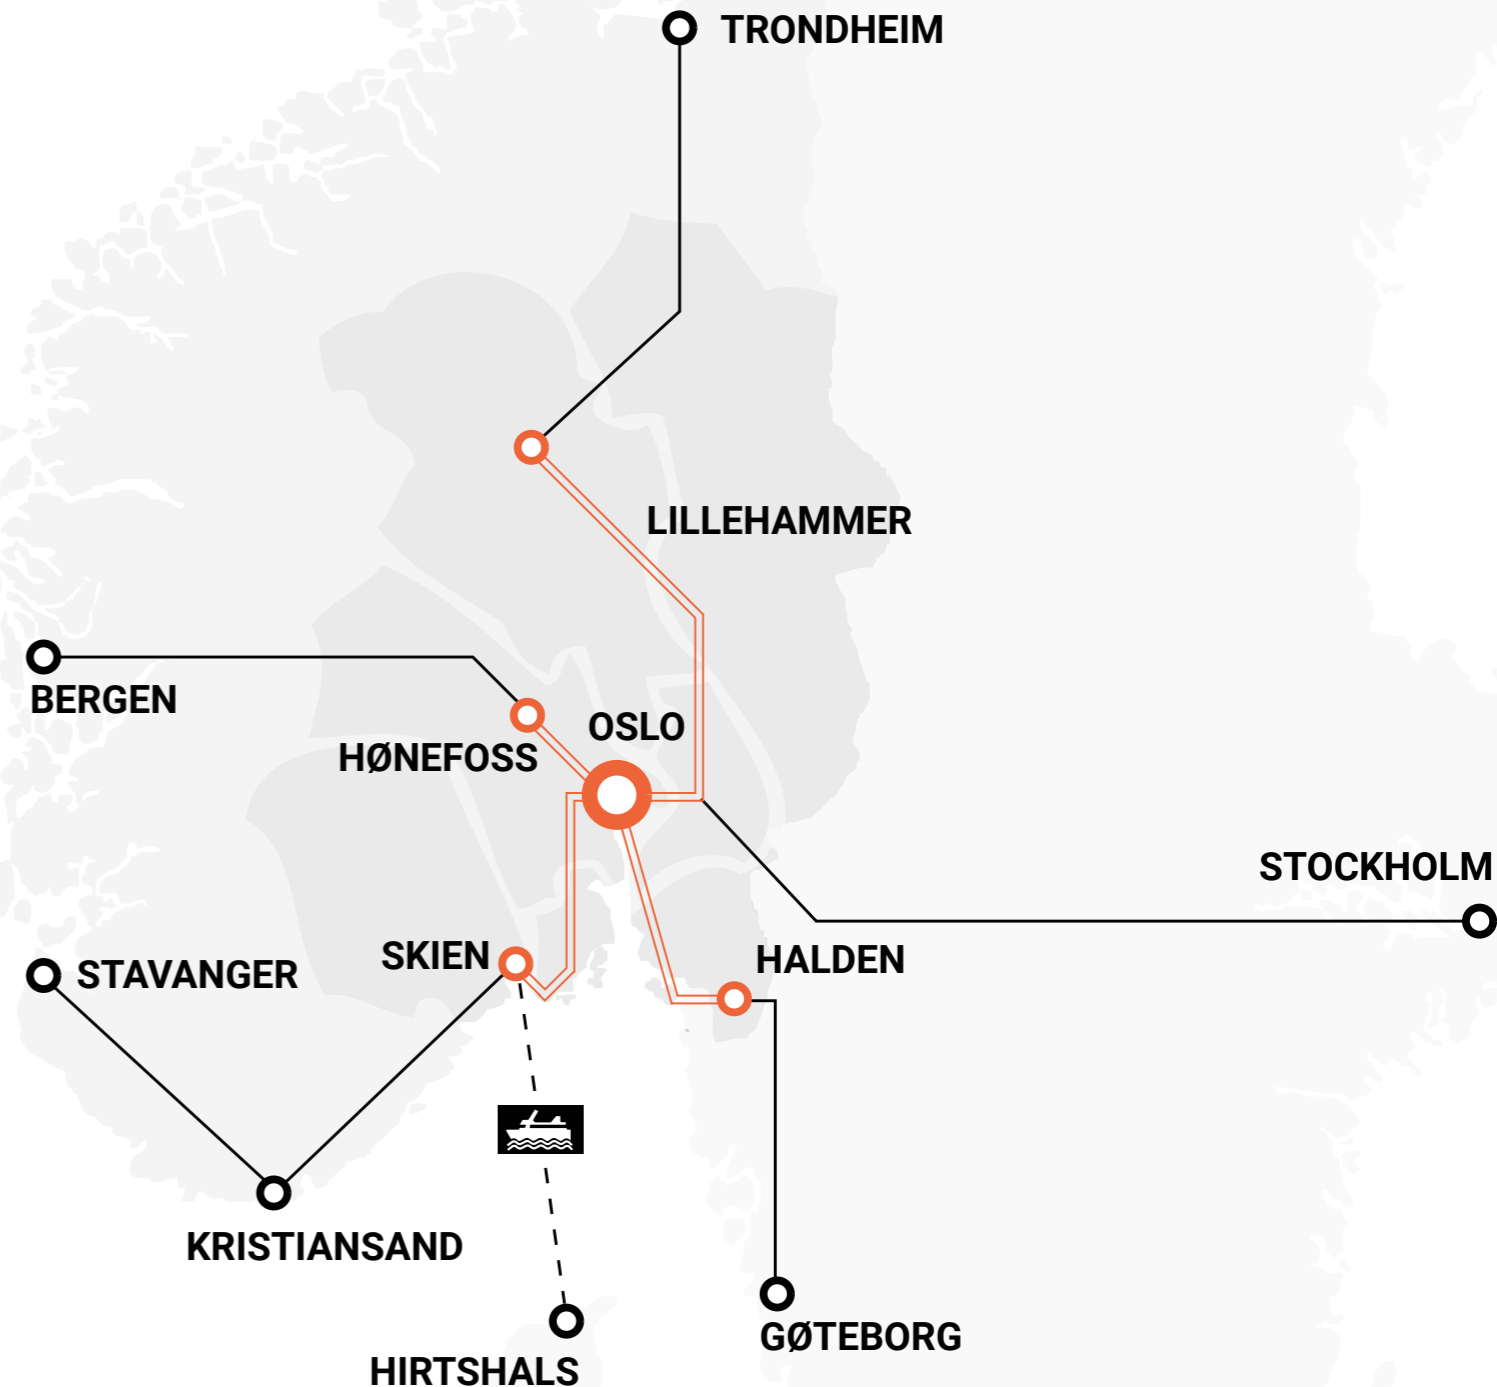 TRONDHEIM
LILLEHAMMER
BERGEN
OSLO
HØNEFOSS
STOCKHOLM
SKIEN
HALDEN
STAVANGER
KRISTIANSAND
GØTEBORG
HIRTSHALS